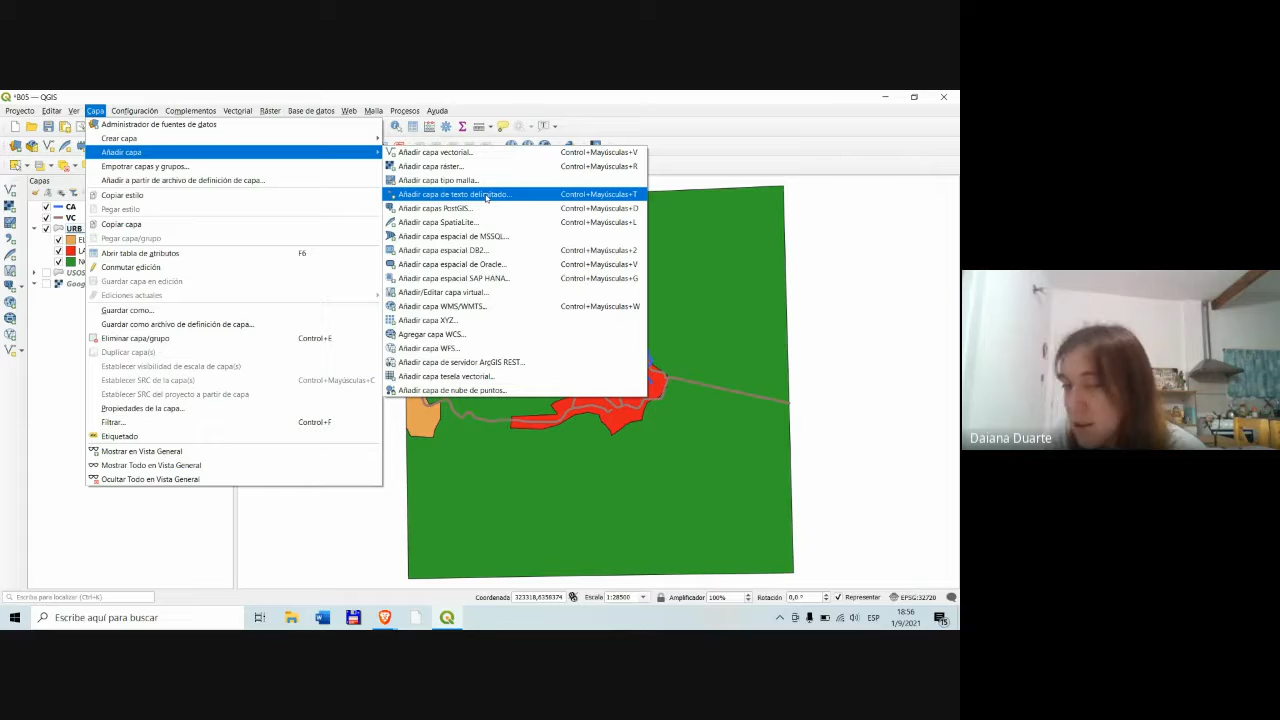 *B05 — QGIS
Proyecto Editar Ver Capa Configuración Complementos Vectorial Ráster Base de datos Web Malla Procesos Ayuda
Administrador de fuentes de datos
Crear capa
Añadir capa
Empotrar capas y grupos...
Añadir a partir de archivo de definición de capa...
Copiar estilo
Pegar estilo
Copiar capa
Pegar capa/grupo
Abrir tabla de atributos F6
Conmutar edición
Guardar capa en edición
Ediciones actuales
Guardar como...
Guardar como archivo de definición de capa...
Eliminar capa/grupo Control+E
Duplicar capa(s)
Establecer visibilidad de escala de capa(s)
Establecer SRC de la capa(s) Control+Mayúsculas+C
Establecer SRC del proyecto a partir de capa
Propiedades de la capa...
Filtrar... Control+F
Etiquetado
Mostrar en Vista General
Mostrar Todo en Vista General
Ocultar Todo en Vista General
Añadir capa vectorial... Control+Mayúsculas+V
Añadir capa ráster... Control+Mayúsculas+R
Añadir capa tipo malla...
Añadir capa de texto delimitado... Control+Mayúsculas+T
Añadir capas PostGIS... Control+Mayúsculas+D
Añadir capa SpatiaLite... Control+Mayúsculas+L
Añadir capa espacial de MSSQL...
Añadir capa espacial DB2... Control+Mayúsculas+2
Añadir capa espacial de Oracle... Control+Mayúsculas+V
Añadir capa espacial SAP HANA... Control+Mayúsculas+G
Añadir/Editar capa virtual...
Añadir capa WMS/WMTS... Control+Mayúsculas+W
Añadir capa XYZ...
Agregar capa WCS...
Añadir capa WFS...
Añadir capa de servidor ArcGIS REST...
Añadir capa tesela vectorial...
Añadir capa de nube de puntos...
Capas
CA
VC
URB
USOS
Goog
Daiana Duarte
Escribe para localizar (Ctrl+K)
Coordenada 323318,6358374 Escala 1:28500 Amplificador 100% Rotación 0,0 ° Representar EPSG:32720
Escribe aquí para buscar
ESP
18:56
1/9/2021
15